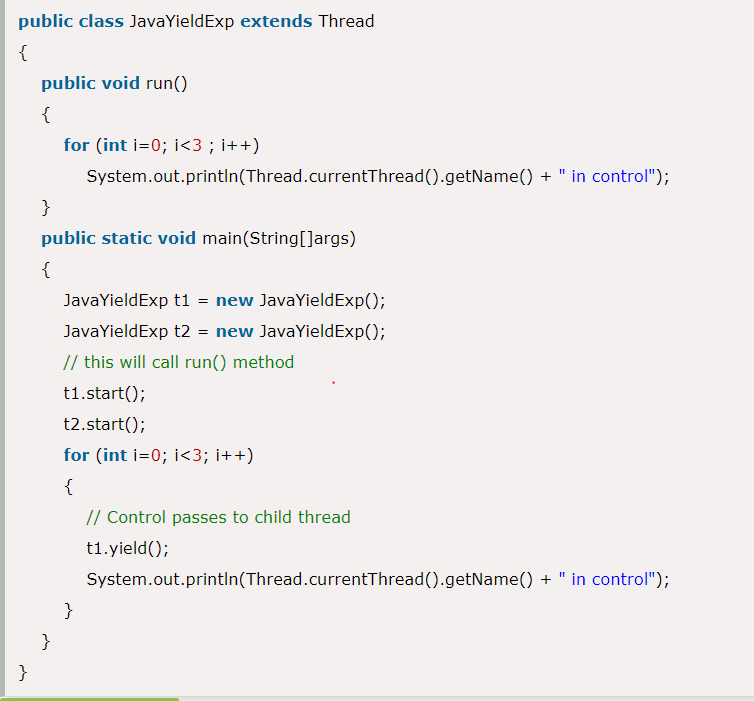 public class JavaYieldExp extends Thread
{
public void run()
{
for (int i=0; i<3 ; i++)
System.out.println(Thread.currentThread().getName() + " in control");
}
public static void main(String[]args)
{
JavaYieldExp t1 = new JavaYieldExp();
JavaYieldExp t2 = new JavaYieldExp();
// this will call run() method
t1.start();
t2.start();
for (int i=0; i<3; i++)
{
// Control passes to child thread
t1.yield();
System.out.println(Thread.currentThread().getName() + " in control");
}
}
}